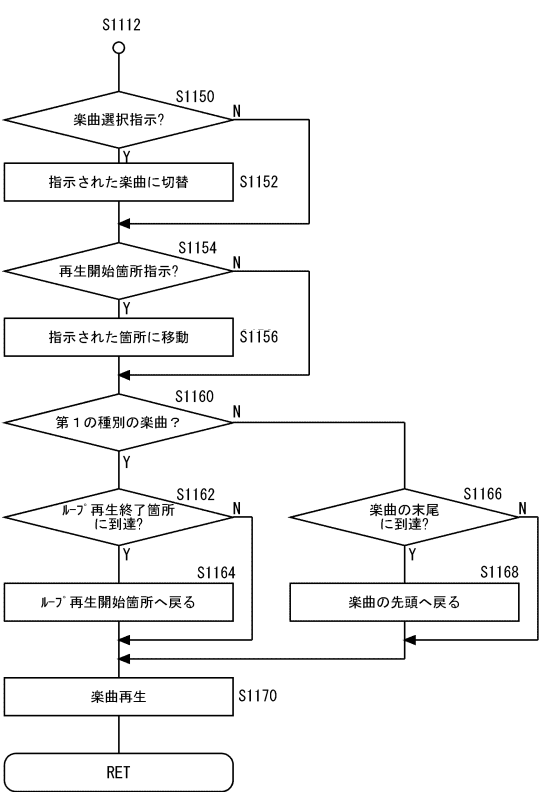 S1112
S1150
楽曲選択指示?
N
Y
指示された楽曲に切替
S1152
S1154
再生開始箇所指示?
N
Y
指示された箇所に移動
S1156
S1160
第１の種別の楽曲？
N
Y
S1162
ﾙｰﾌﾟ再生終了箇所
に到達?
N
Y
S1166
楽曲の末尾
に到達?
N
Y
S1164
ﾙｰﾌﾟ再生開始箇所へ戻る
S1168
楽曲の先頭へ戻る
楽曲再生
S1170
RET